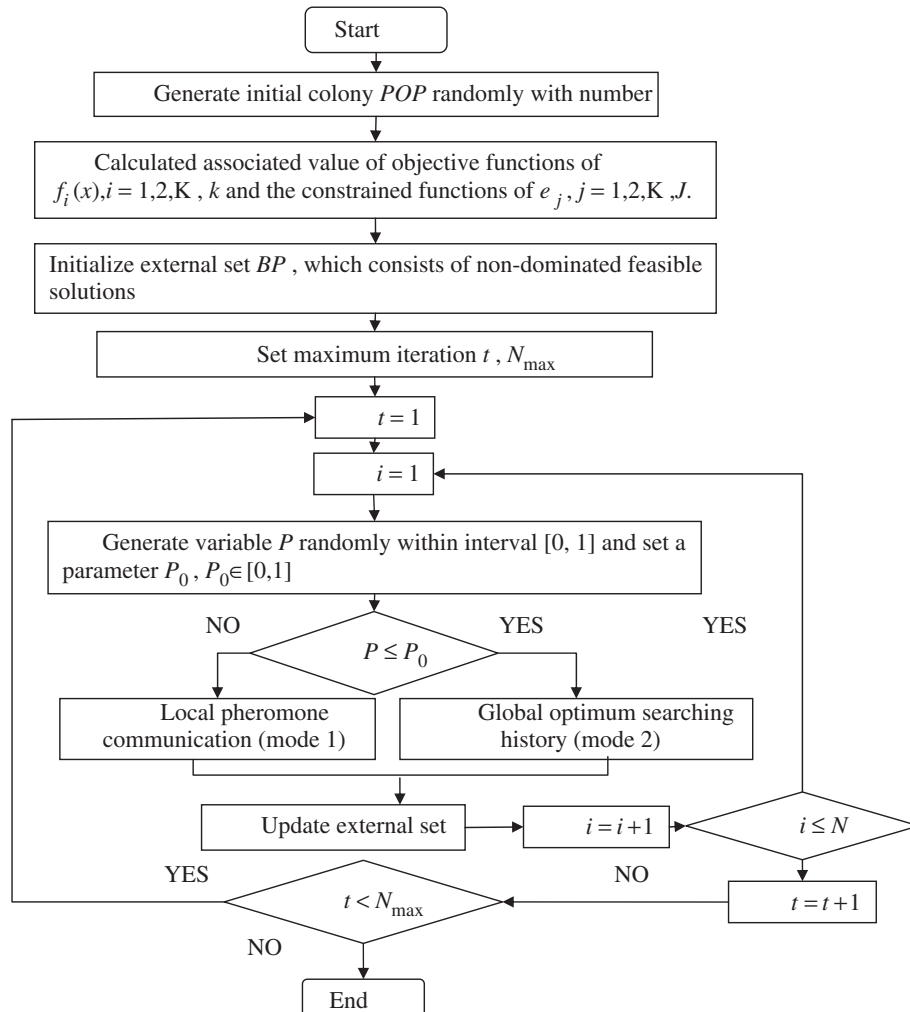 Start
Generate initial colony POP randomly with number
Calculated associated value of objective functions of
f_i(x),i = 1,2,K , k and the constrained functions of e_j , j = 1,2,K ,J.
Initialize external set BP , which consists of non-dominated feasible
solutions
Set maximum iteration t , N_max
t = 1
i = 1
Generate variable P randomly within interval [0, 1] and set a
parameter P_0 , P_0∈[0,1]
NO
YES
YES
P ≤ P_0
Local pheromone
communication (mode 1)
Global optimum searching
history (mode 2)
Update external set
i = i+1
i ≤ N
YES
NO
t < N_max
t = t+1
NO
End